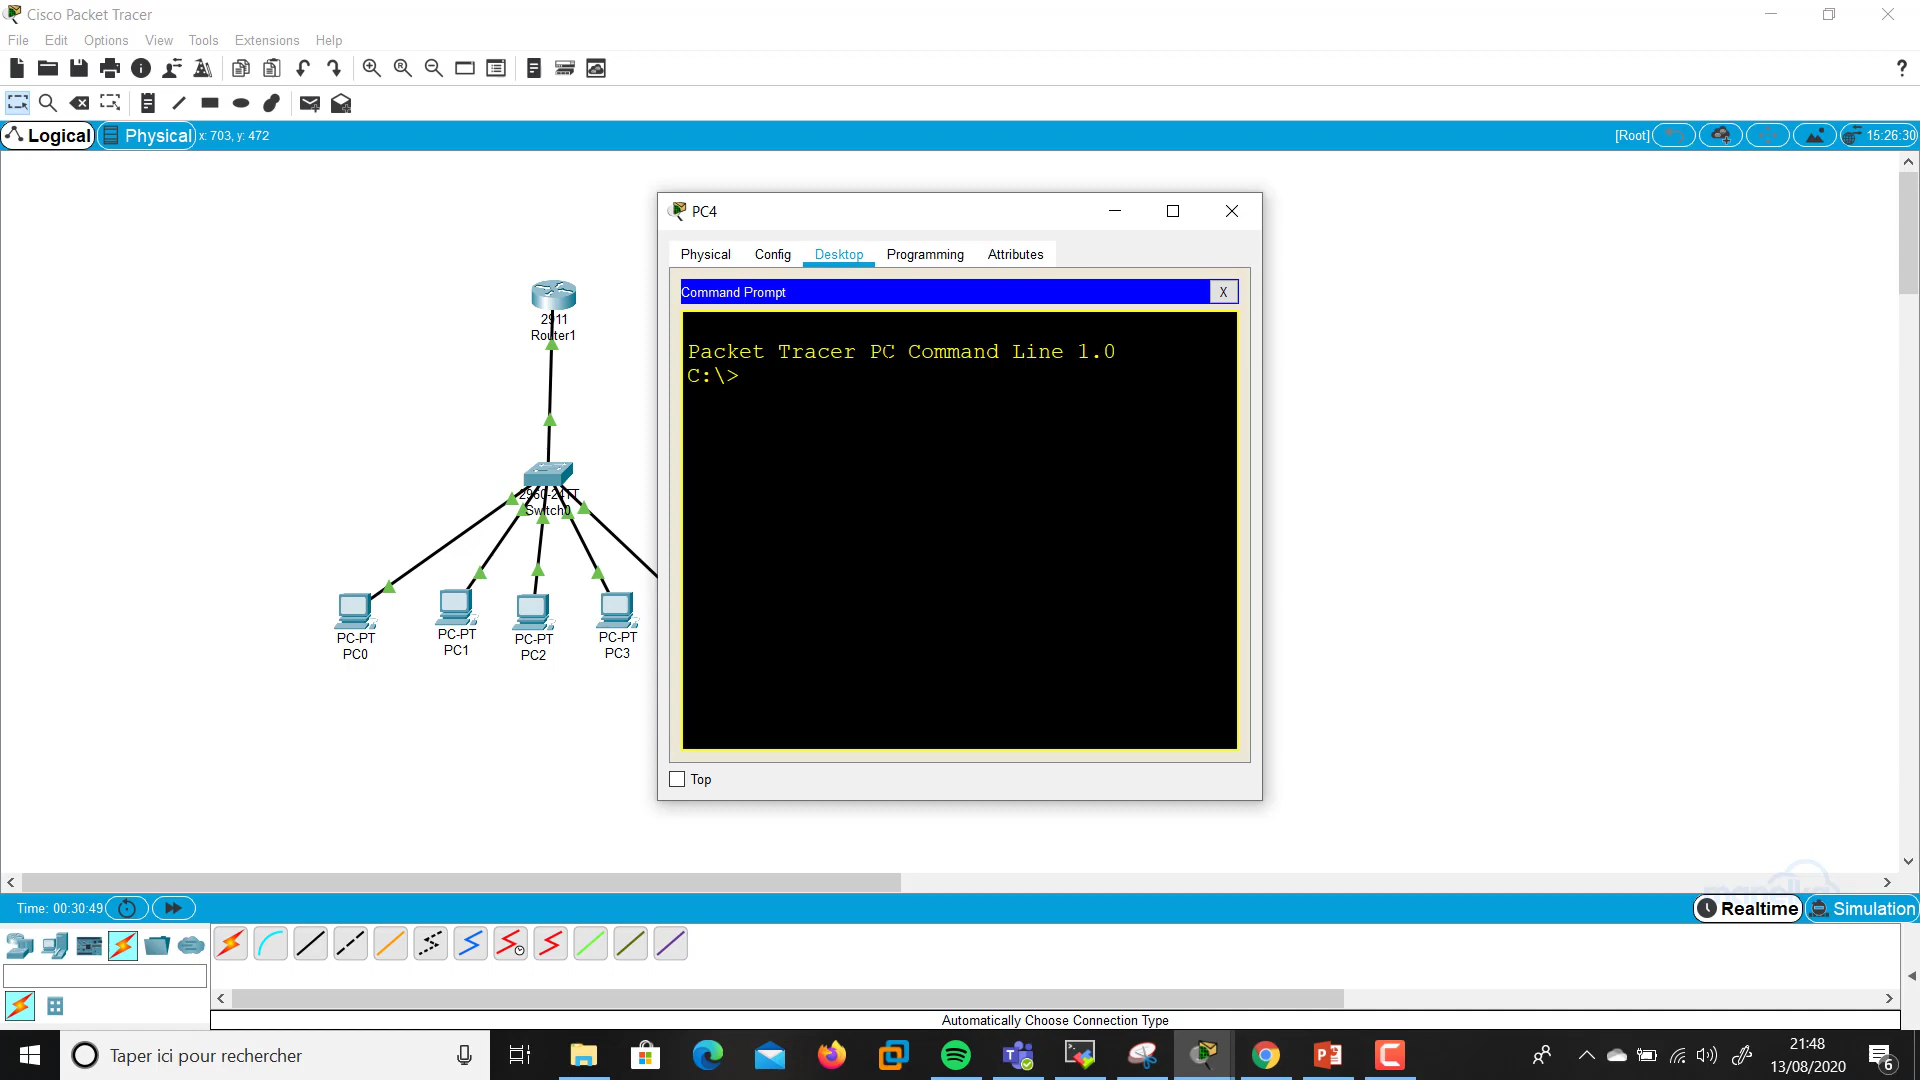 Cisco Packet Tracer
File Edit Options View Tools Extensions Help
?
Logical Physical x: 703, y: 472 [Root] 15:26:30
PC4
Physical Config Desktop Programming Attributes
Command Prompt X
Packet Tracer PC Command Line 1.0
C:\>
Top
2911
Router1
2960-24TT
Switch0
PC-PT
PC0
PC-PT
PC1
PC-PT
PC2
PC-PT
PC3
Time: 00:30:49 Realtime Simulation
Automatically Choose Connection Type
Taper ici pour rechercher
21:48
13/08/2020
6